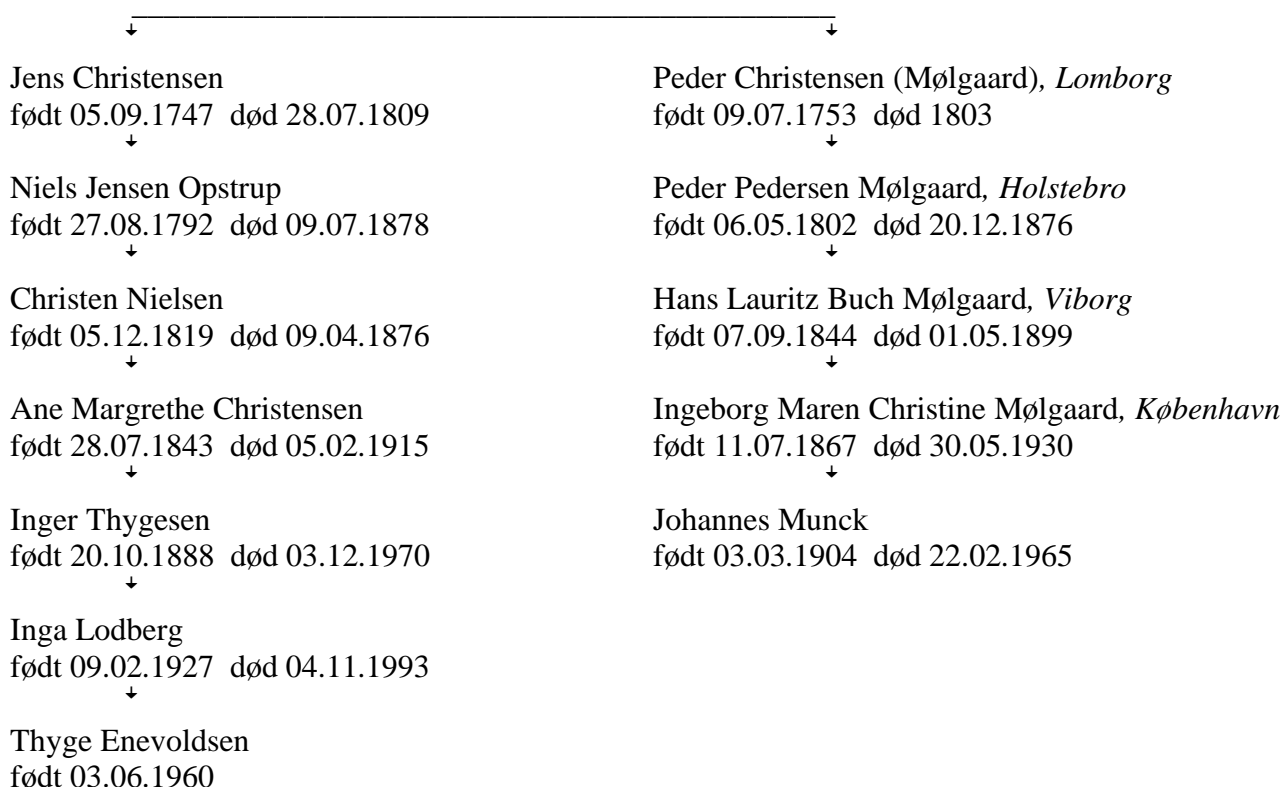 Jens Christensen
født 05.09.1747 død 28.07.1809
Niels Jensen Opstrup
født 27.08.1792 død 09.07.1878
Christen Nielsen
født 05.12.1819 død 09.04.1876
Ane Margrethe Christensen
født 28.07.1843 død 05.02.1915
Inger Thygesen
født 20.10.1888 død 03.12.1970
Inga Lodberg
født 09.02.1927 død 04.11.1993
Thyge Enevoldsen
født 03.06.1960
Peder Christensen (Mølgaard), Lomborg
født 09.07.1753 død 1803
Peder Pedersen Mølgaard, Holstebro
født 06.05.1802 død 20.12.1876
Hans Lauritz Buch Mølgaard, Viborg
født 07.09.1844 død 01.05.1899
Ingeborg Maren Christine Mølgaard, København
født 11.07.1867 død 30.05.1930
Johannes Munck
født 03.03.1904 død 22.02.1965